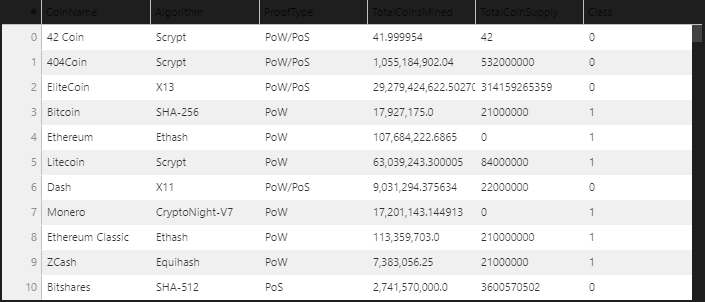 # CoinName Algorithm ProofType TotalCoinsMined TotalCoinSupply Class
0 42 Coin Scrypt PoW/PoS 41.999954 42 0
1 404Coin Scrypt PoW/PoS 1,055,184,902.04 532000000 0
2 EliteCoin X13 PoW/PoS 29,279,424,622.5027( 314159265359 0
3 Bitcoin SHA-256 PoW 17,927,175.0 21000000 1
4 Ethereum Ethash PoW 107,684,222.6865 0 1
5 Litecoin Scrypt PoW 63,039,243.300005 84000000 1
6 Dash X11 PoW/PoS 9,031,294.375634 22000000 0
7 Monero CryptoNight-V7 PoW 17,201,143.144913 0 1
8 Ethereum Classic Ethash PoW 113,359,703.0 210000000 1
9 ZCash Equihash PoW 7,383,056.25 21000000 1
10 Bitshares SHA-512 PoS 2,741,570,000.0 3600570502 0